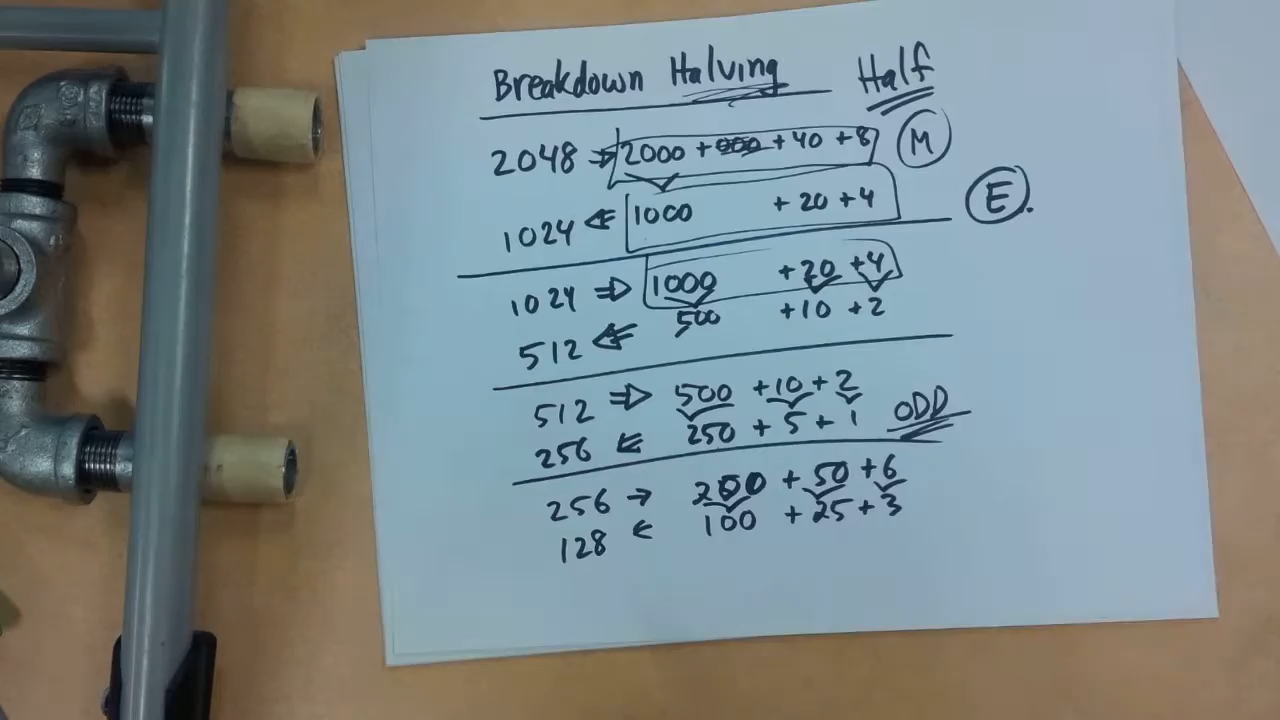 Breakdown Halving Half
2048 ⇒ 2000 + 000 + 40 + 8 M
1024 ⇐ 1000 + 20 + 4 E.
1024 ⇒ 1000 + 20 + 4
512 ⇐ 500 + 10 + 2
512 ⇒ 500 + 10 + 2
256 ⇐ 250 + 5 + 1 ODD
256 → 200 + 50 + 6
128 ← 100 + 25 + 3